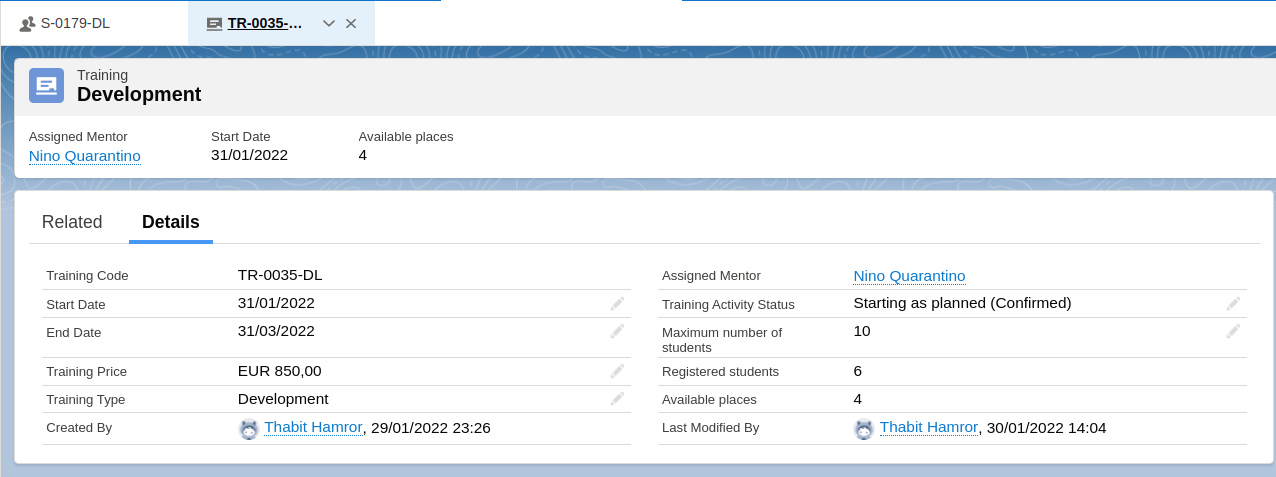 S-0179-DL
TR-0035-...
Training
Development
Assigned Mentor Start Date Available places
Nino Quarantino 31/01/2022 4
Related Details
Training Code TR-0035-DL Assigned Mentor Nino Quarantino
Start Date 31/01/2022 Training Activity Status Starting as planned (Confirmed)
End Date 31/03/2022 Maximum number of 10
students
Training Price EUR 850,00 Registered students 6
Training Type Development Available places 4
Created By Thabit Hamror, 29/01/2022 23:26 Last Modified By Thabit Hamror, 30/01/2022 14:04